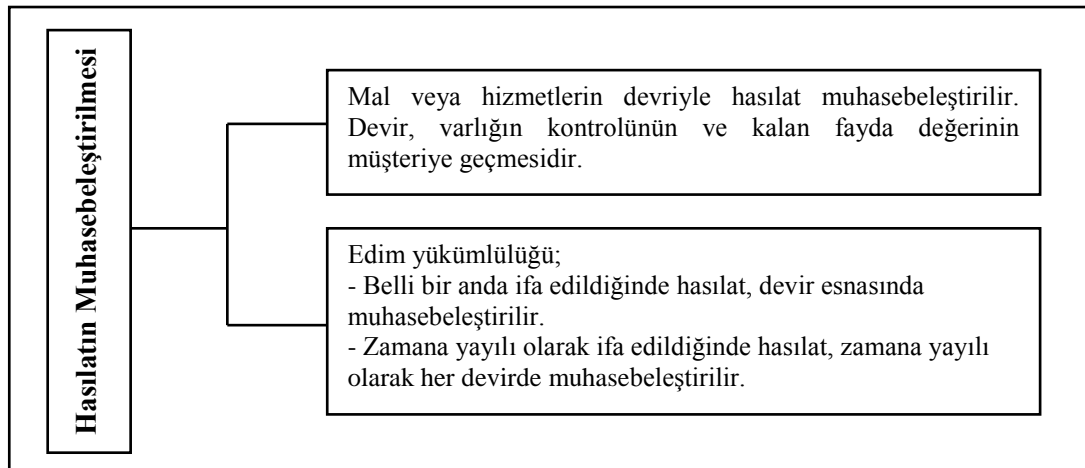 Hasılatın Muhasebeleştirilmesi
Mal veya hizmetlerin devriyle hasılat muhasebeleştirilir.
Devir, varlığın kontrolünün ve kalan fayda değerinin
müşteriye geçmesidir.
Edim yükümlülüğü;
- Belli bir anda ifa edildiğinde hasılat, devir esnasında
muhasebeleştirilir.
- Zamana yayılı olarak ifa edildiğinde hasılat, zamana yayılı
olarak her devirde muhasebeleştirilir.